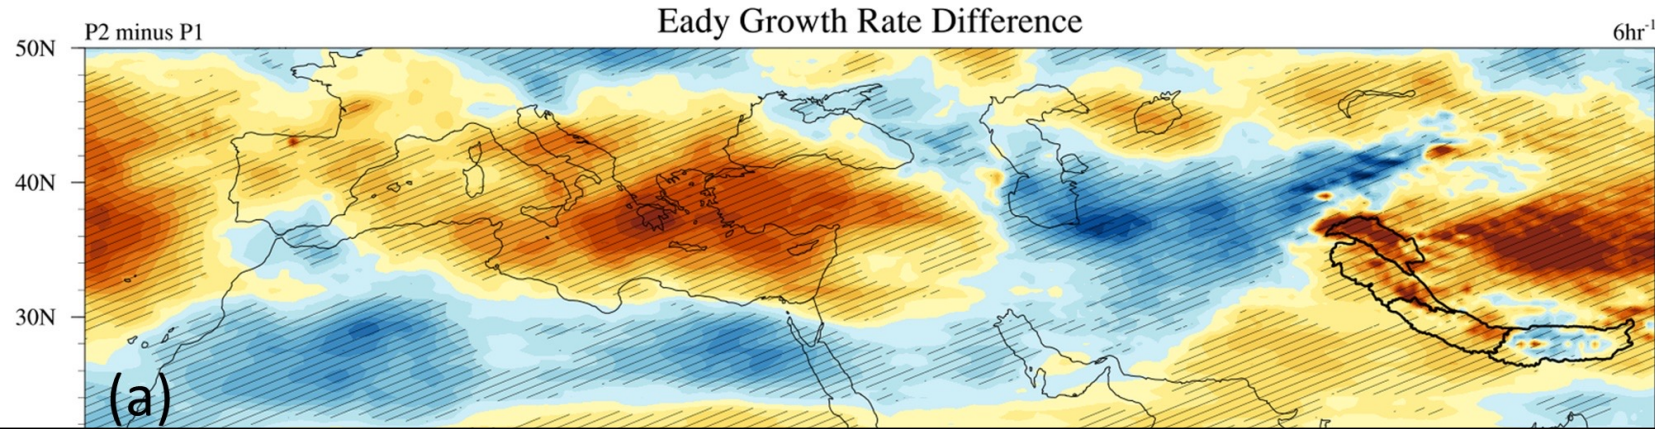 Eady Growth Rate Difference
P2 minus P1
6hr⁻¹
50N
40N
30N
(a)